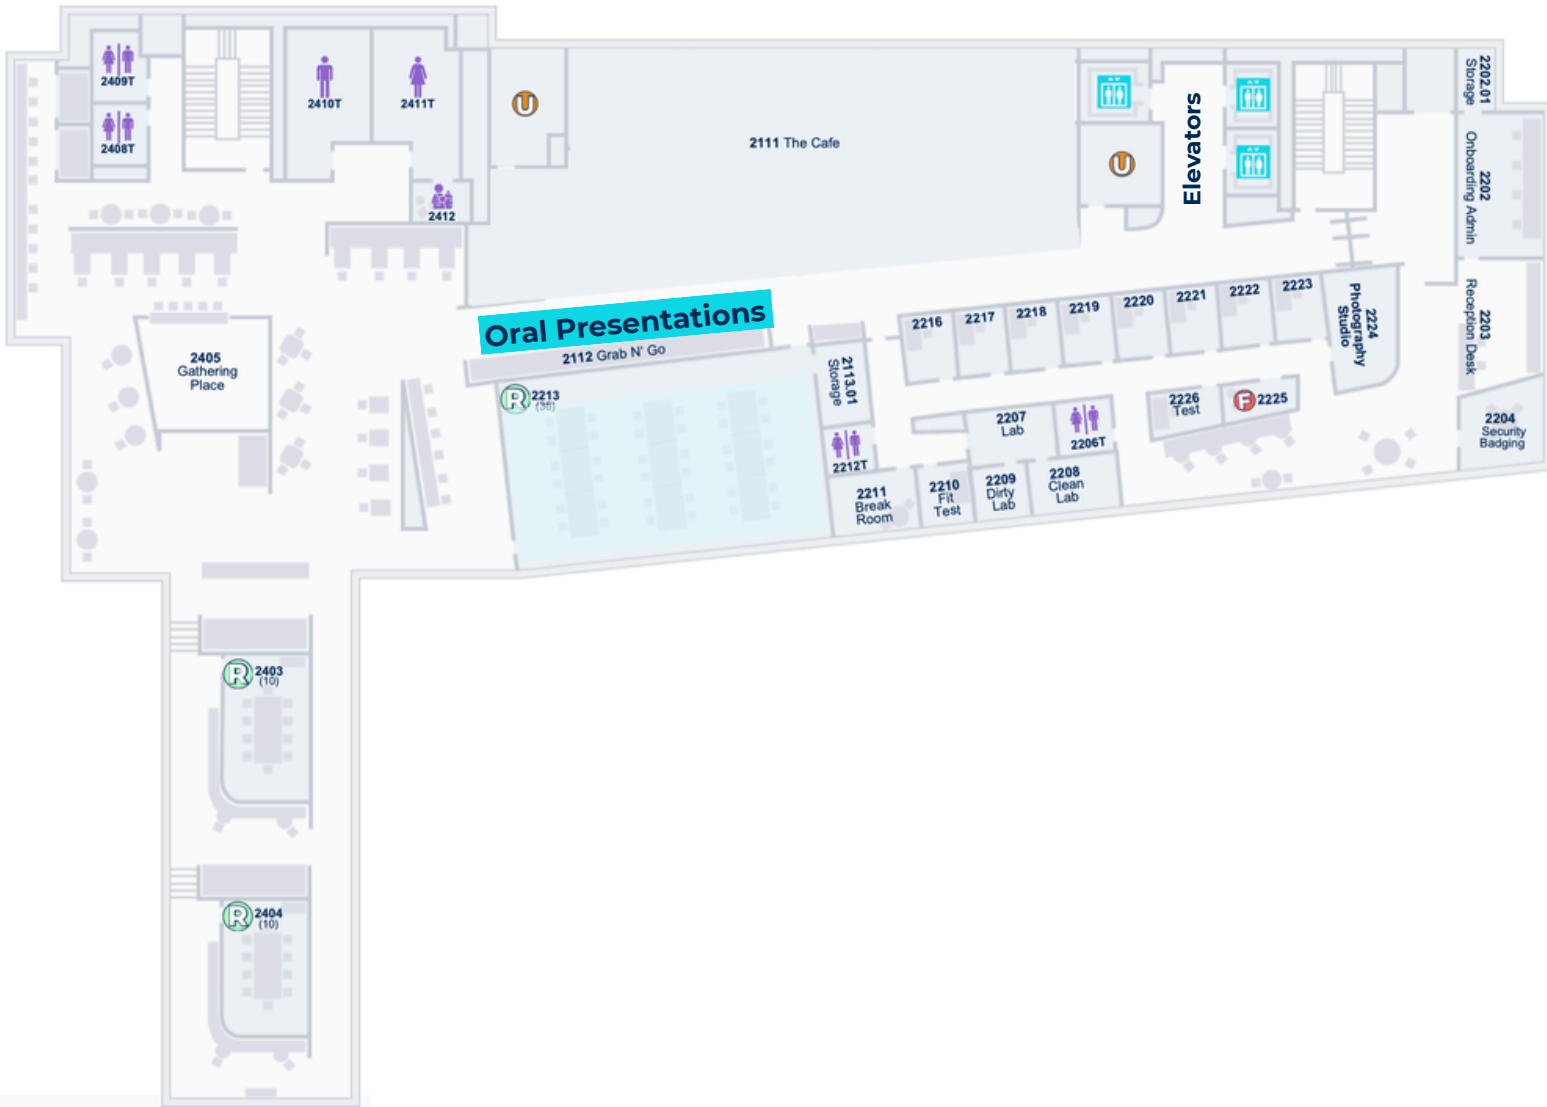 2409T
2408T
2410T
2411T
2412
U
2111 The Cafe
U
Elevators
2202.01
Storage
2202
Onboarding Admin
2203
Reception Desk
2204
Security
Badging
Oral Presentations
2112 Grab N' Go
R 2213
(36)
2113.01
Storage
2212T
2216
2217
2218
2219
2220
2221
2222
2223
2224
Photography
Studio
2207
Lab
2206T
2226
Test
F 2225
2211
Break
Room
2210
Fit
Test
2209
Dirty
Lab
2208
Clean
Lab
2405
Gathering
Place
R 2403
(10)
R 2404
(10)